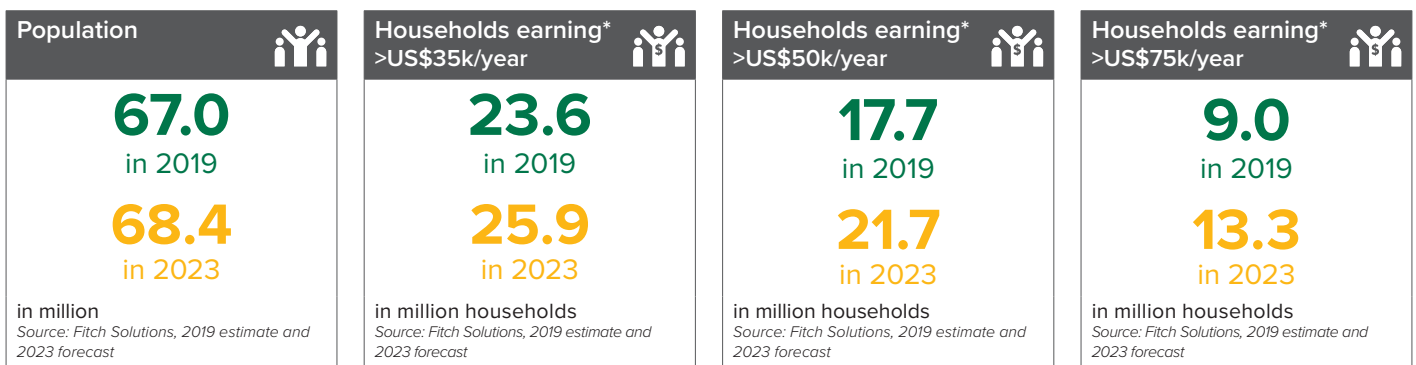 Population
67.0
in 2019
68.4
in 2023
in million
Source: Fitch Solutions, 2019 estimate and
2023 forecast
Households earning*
>US$35k/year
$
23.6
in 2019
25.9
in 2023
in million households
Source: Fitch Solutions, 2019 estimate and
2023 forecast
Households earning*
>US$50k/year
$
17.7
in 2019
21.7
in 2023
in million households
Source: Fitch Solutions, 2019 estimate and
2023 forecast
Households earning*
>US$75k/year
$
9.0
in 2019
13.3
in 2023
in million households
Source: Fitch Solutions, 2019 estimate and
2023 forecast